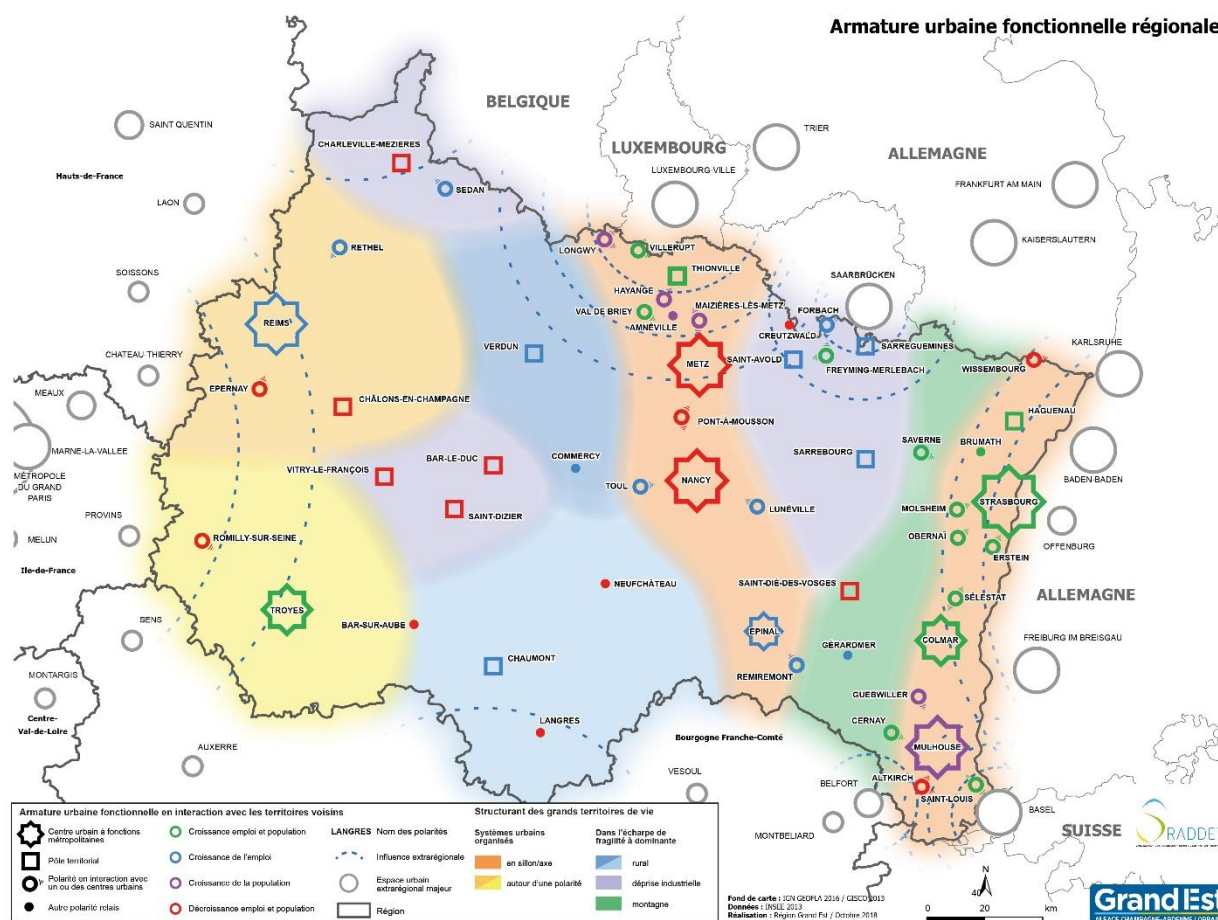 Armature urbaine fonctionnelle régionale
BELGIQUE
SAINT QUENTIN
TRIER
CHARLEVILLE-MEZIERES
LUXEMBOURG
ALLEMAGNE
LUXEMBOURG-VILLE
Hauts-de-France
FRANKFURT AM MAIN
SEDAN
LAON
KAISERSLAUTERN
RETHEL
LONGWY
VILLERUPT
THIONVILLE
SOISSONS
SAARBRÜCKEN
HAYANGE
MAIZIÈRES-LÈS-METZ
FORBACH
VAL DE BRIEY
AMNÉVILLE
REIMS
CREUTZWALD
KARLSRUHE
VERDUN
SARREGUEMINES
CHATEAU-THIERRY
METZ
SAINT-AVOLD
FREYMING-MERLEBACH
WISSEMBOURG
EPERNAY
MEAUX
CHÂLONS-EN-CHAMPAGNE
HAGUENAU
PONT-À-MOUSSON
SAVERNE
BRUMATH
MARNE-LA-VALLEE
BAR-LE-DUC
COMMERCY
SARREBOURG
VITRY-LE-FRANÇOIS
MÉTROPOLE
DU GRAND
PARIS
BADEN-BADEN
TOUL
NANCY
STRASBOURG
MOLSHEIM
SAINT-DIZIER
LUNÉVILLE
PROVINS
OFFENBURG
MELUN
ROMILLY-SUR-SEINE
OBERNAÎ
ERSTEIN
Ile-de-France
NEUFCHÂTEAU
SAINT-DIÉ-DES-VOSGES
SÉLESTAT
ALLEMAGNE
TROYES
SENS
BAR-SUR-AUBE
EPINAL
COLMAR
FREIBURG IM BREISGAU
GÉRARDMER
CHAUMONT
REMIREMONT
MONTARGIS
GUEBWILLER
Centre-
Val-de-Loire
LANGRES
CERNAY
Bourgogne Franche-Comté
MULHOUSE
AUXERRE
VESOUL
BELFORT
ALTKIRCH
SAINT-LOUIS
BASEL
MONTBELIARD
SUISSE
SRADDET
Armature urbaine fonctionnelle en interaction avec les territoires voisins
Centre urbain à fonctions
métropolitaines
Pôle territorial
Polarité en interaction avec
un ou des centres urbains
Autre polarité relais
Croissance emploi et population
Croissance de l'emploi
Croissance de la population
Décroissance emploi et population
LANGRES Nom des polarités
Influence extrarégionale
Espace urbain
extrarégional majeur
Région
Structurant des grands territoires de vie
Systèmes urbains
organisés
en sillon/axe
autour d'une polarité
Dans l'écharpe de
fragilité à dominante
rural
déprise industrielle
montagne
N
40
0 20 km
Fond de carte : IGN GEOFLA 2016 / GISCO 2013
Données : INSEE 2013
Réalisation : Région Grand Est / Octobre 2018
GrandEst
ALSACE CHAMPAGNE-ARDENNE LORRAINE